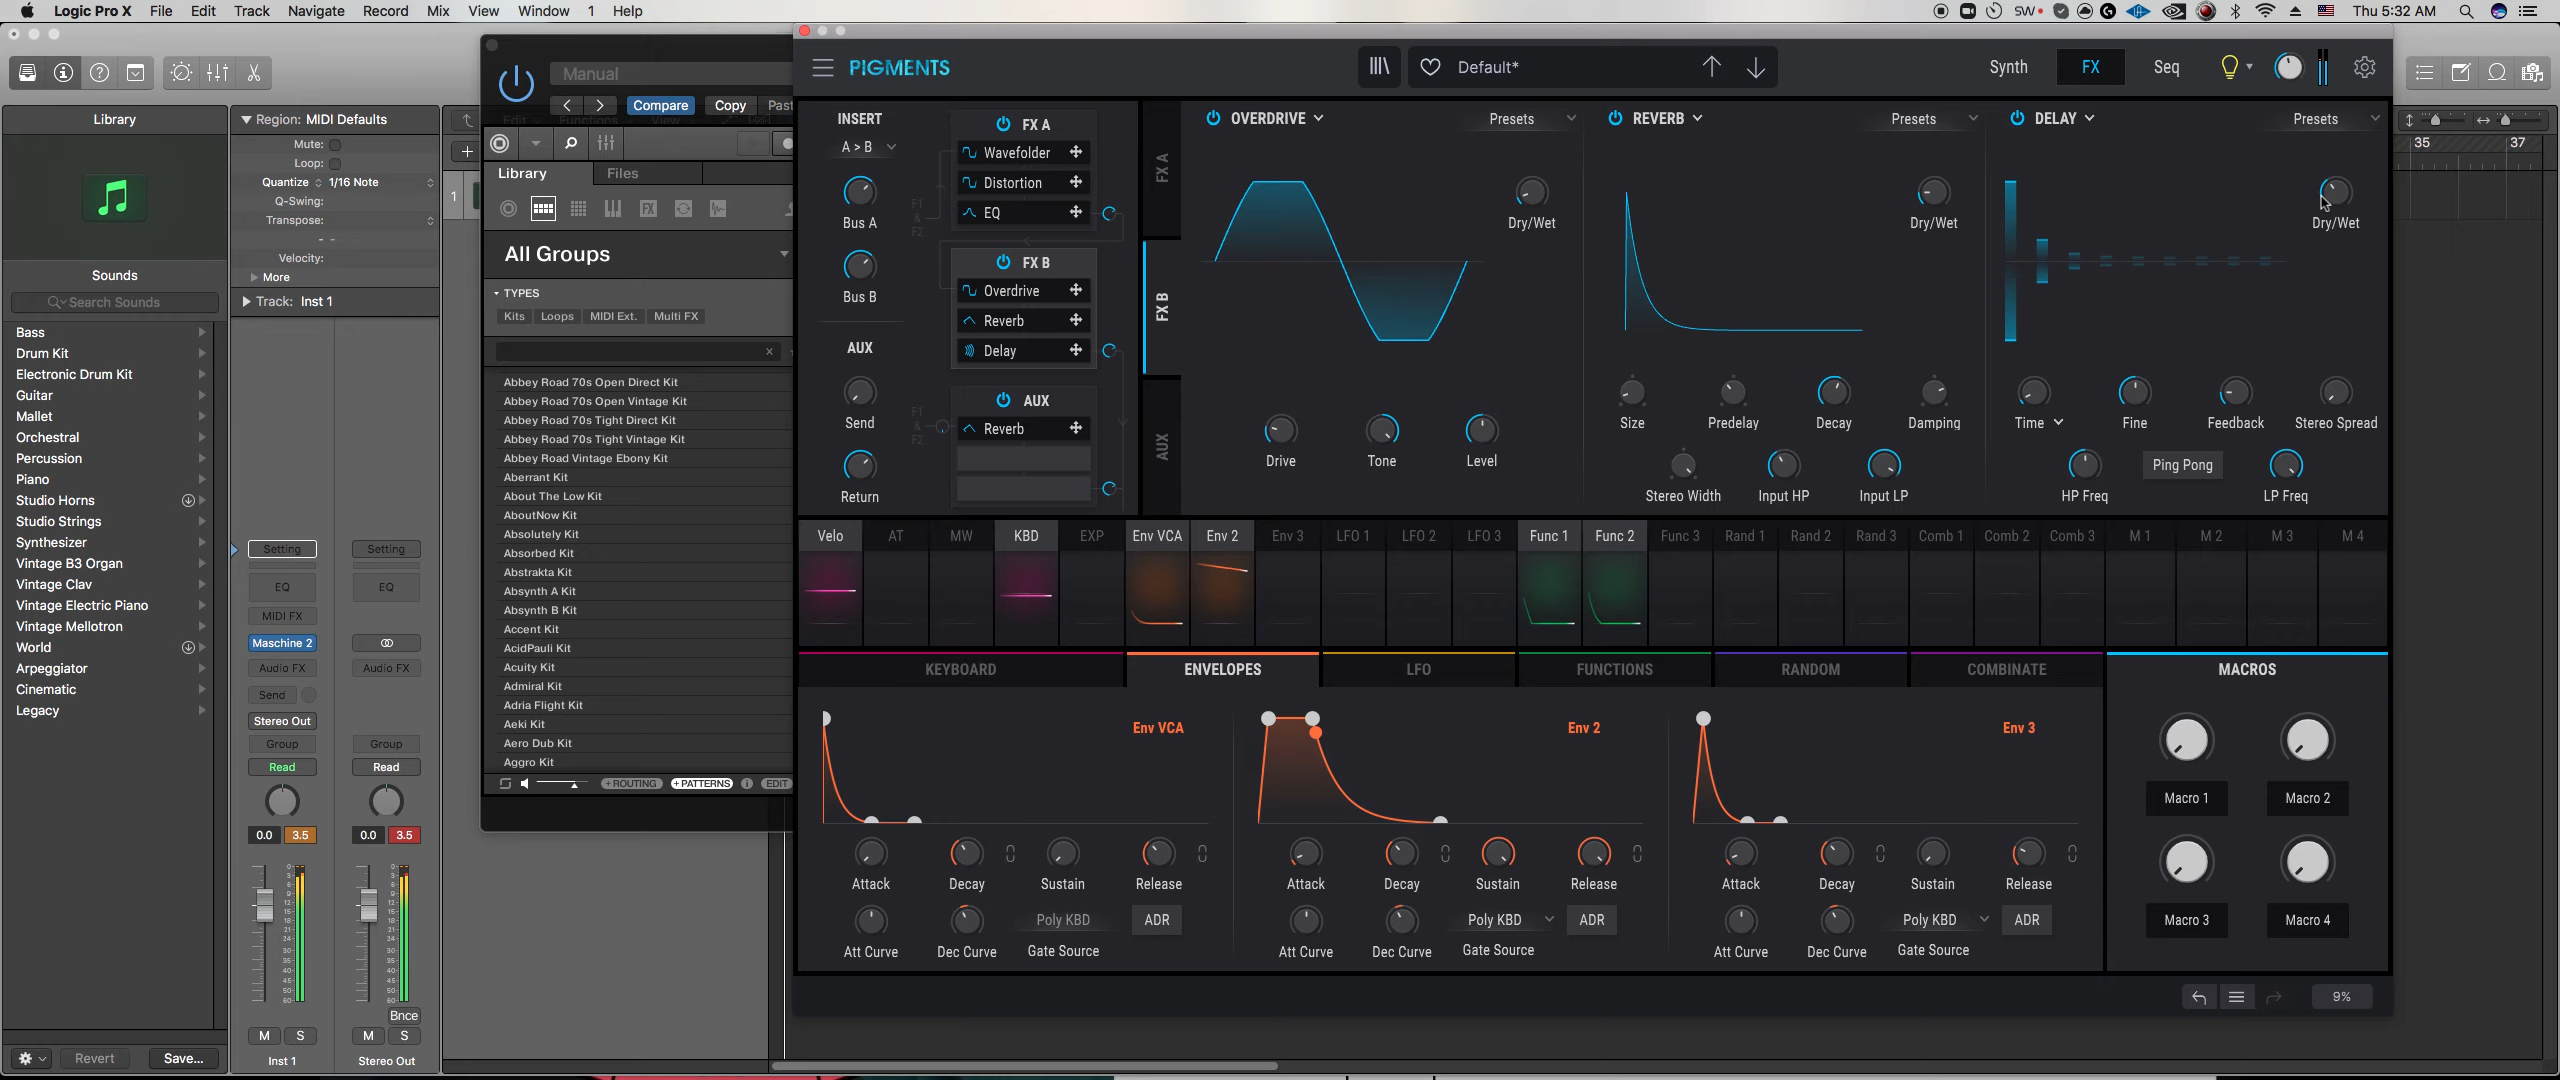 Logic Pro X File Edit Track Navigate Record Mix View Window 1 Help
SW Thu 5:32 AM
Library
Sounds
Search Sounds
Bass
Drum Kit
Electronic Drum Kit
Guitar
Mallet
Orchestral
Percussion
Piano
Studio Horns
Studio Strings
Synthesizer
Vintage B3 Organ
Vintage Clav
Vintage Electric Piano
Vintage Mellotron
World
Arpeggiator
Cinematic
Legacy
Revert Save...
Region: MIDI Defaults
Mute:
Loop:
Quantize 1/16 Note
Q-Swing:
Transpose:
Velocity:
More
Track: Inst 1
Setting Setting
EQ EQ
MIDI FX
Maschine 2
Audio FX Audio FX
Send
Stereo Out
Group Group
Read Read
0.0 3.5 0.0 3.5
Bnce
M S M S
Inst 1 Stereo Out
1
35 37
Manual
Compare Copy Past
Edit Functions View
Library Files
All Groups
TYPES
Kits Loops MIDI Ext. Multi FX
Abbey Road 70s Open Direct Kit
Abbey Road 70s Open Vintage Kit
Abbey Road 70s Tight Direct Kit
Abbey Road 70s Tight Vintage Kit
Abbey Road Vintage Ebony Kit
Aberrant Kit
About The Low Kit
AboutNow Kit
Absolutely Kit
Absorbed Kit
Abstrakta Kit
Absynth A Kit
Absynth B Kit
Accent Kit
AcidPauli Kit
Acuity Kit
Admiral Kit
Adria Flight Kit
Aeki Kit
Aero Dub Kit
Aggro Kit
+ROUTING +PATTERNS EDIT
PIGMENTS
Default*
Synth FX Seq
INSERT
A > B
Bus A
Bus B
AUX
Send
Return
FX A
Wavefolder
Distortion
EQ
F1
&
F2
FX B
Overdrive
Reverb
Delay
AUX
Reverb
F1
&
F2
FX A
FX B
AUX
OVERDRIVE Presets
Dry/Wet
Drive Tone Level
REVERB Presets
Dry/Wet
Size Predelay Decay Damping
Stereo Width Input HP Input LP
DELAY Presets
Dry/Wet
Time Fine Feedback Stereo Spread
HP Freq Ping Pong LP Freq
Velo AT MW KBD EXP Env VCA Env 2 Env 3 LFO 1 LFO 2 LFO 3 Func 1 Func 2 Func 3 Rand 1 Rand 2 Rand 3 Comb 1 Comb 2 Comb 3 M 1 M 2 M 3 M 4
KEYBOARD ENVELOPES LFO FUNCTIONS RANDOM COMBINATE MACROS
Env VCA
Attack Decay Sustain Release
Att Curve Dec Curve Poly KBD ADR
Gate Source
Env 2
Attack Decay Sustain Release
Att Curve Dec Curve Poly KBD ADR
Gate Source
Env 3
Attack Decay Sustain Release
Att Curve Dec Curve Poly KBD ADR
Gate Source
Macro 1 Macro 2
Macro 3 Macro 4
9%